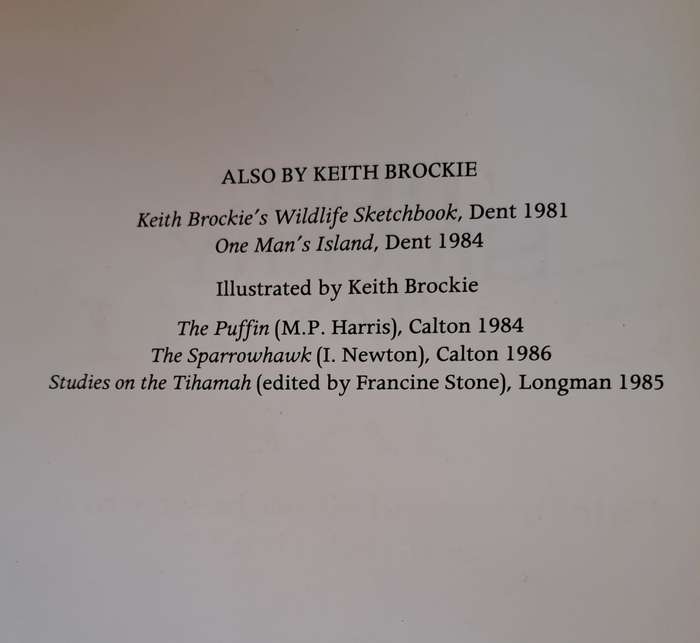 ALSO BY KEITH BROCKIE
Keith Brockie's Wildlife Sketchbook, Dent 1981
One Man's Island, Dent 1984
Illustrated by Keith Brockie
The Puffin (M.P. Harris), Calton 1984
The Sparrowhawk (I. Newton), Calton 1986
Studies on the Tihamah (edited by Francine Stone), Longman 1985